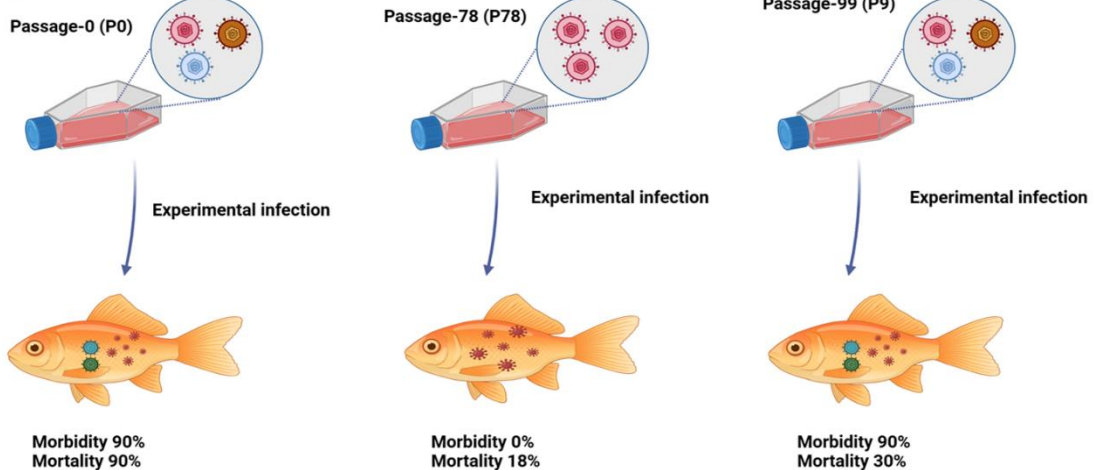 Passage-0 (P0)
Passage-78 (P78)
Passage-99 (P9)
Experimental infection
Experimental infection
Experimental infection
Morbidity 90%
Mortality 90%
Morbidity 0%
Mortality 18%
Morbidity 90%
Mortality 30%